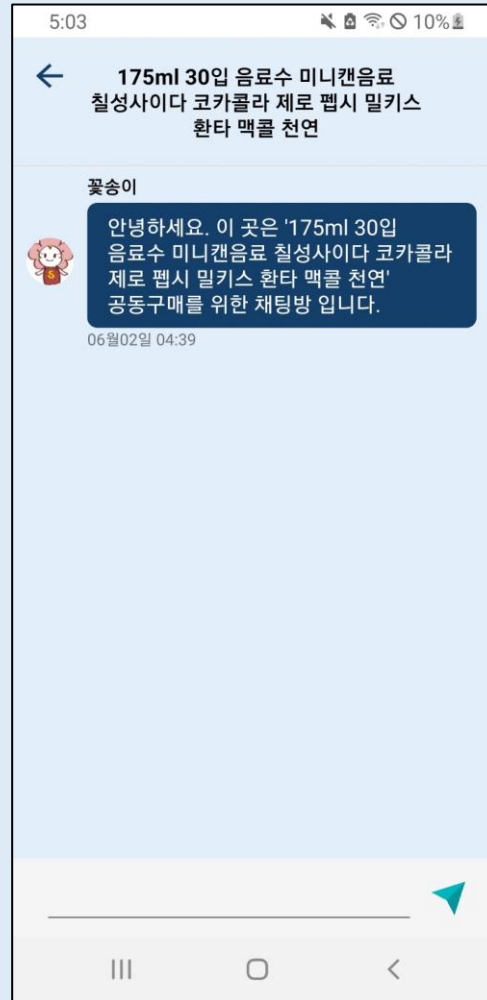 5:03
10%
175ml 30입 음료수 미니캔음료
칠성사이다 코카콜라 제로 펩시 밀키스
환타 맥콜 천연
꽃송이
안녕하세요. 이 곳은 '175ml 30입
음료수 미니캔음료 칠성사이다 코카콜라
제로 펩시 밀키스 환타 맥콜 천연'
공동구매를 위한 채팅방 입니다.
S
06월02일 04:39